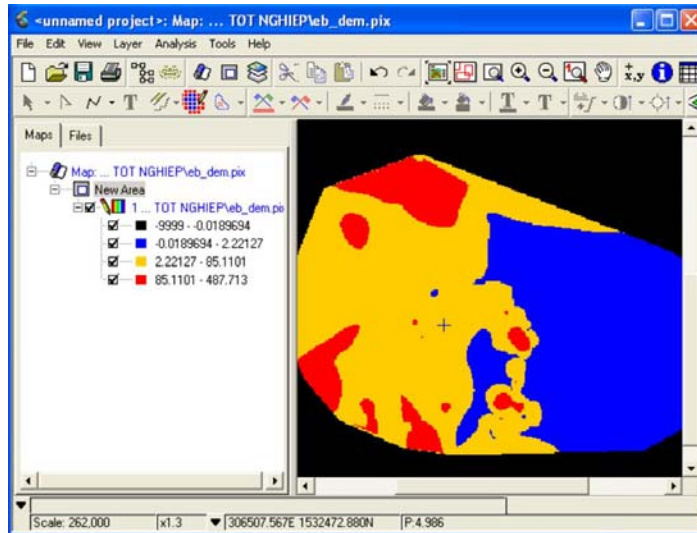 <unnamed project>: Map: ... TOT NGHIEP\eb_dem.pix
File Edit View Layer Analysis Tools Help
Maps Files
Map: ... TOT NGHIEP\eb_dem.pix
New Area
1 ... TOT NGHIEP\eb_dem.pi
-9999 - -0.0189694
-0.0189694 - 2.22127
2.22127 - 85.1101
85.1101 - 487.713
Scale: 262,000 x1.3 306507.567E 1532472.880N P:4.986